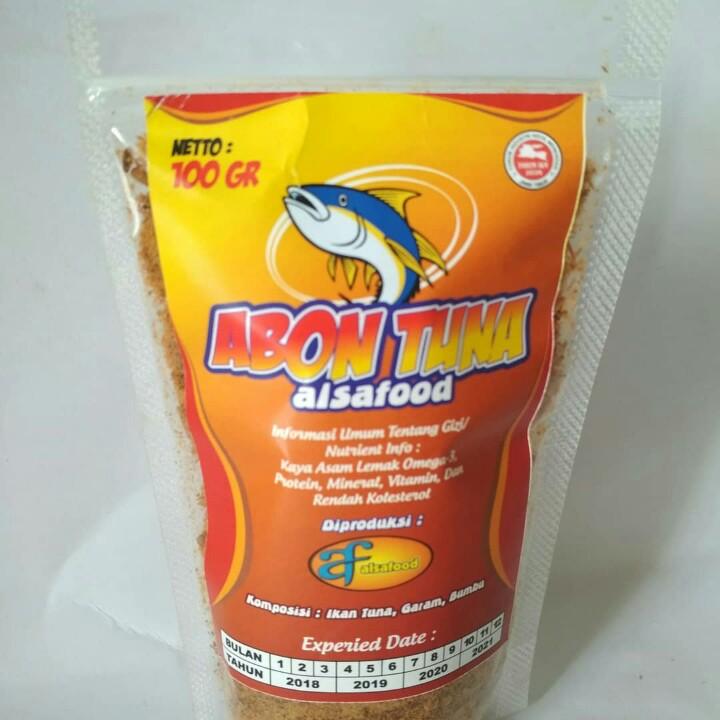 NETTO :
100 GR
ABON TUNA
alsafood
Informasi Umum Tentang Gizi/
Nutrient Info :
Kaya Asam Lemak Omega-3,
Protein, Mineral, Vitamin, Dan
Rendah Kolesterol
Diproduksi :
af alsafood
Komposisi : Ikan Tuna, Garam, Bumbu
Experied Date :
BULAN 1 2 3 4 5 6 7 8 9 10 11 12
TAHUN 2018 2019 2020 2021